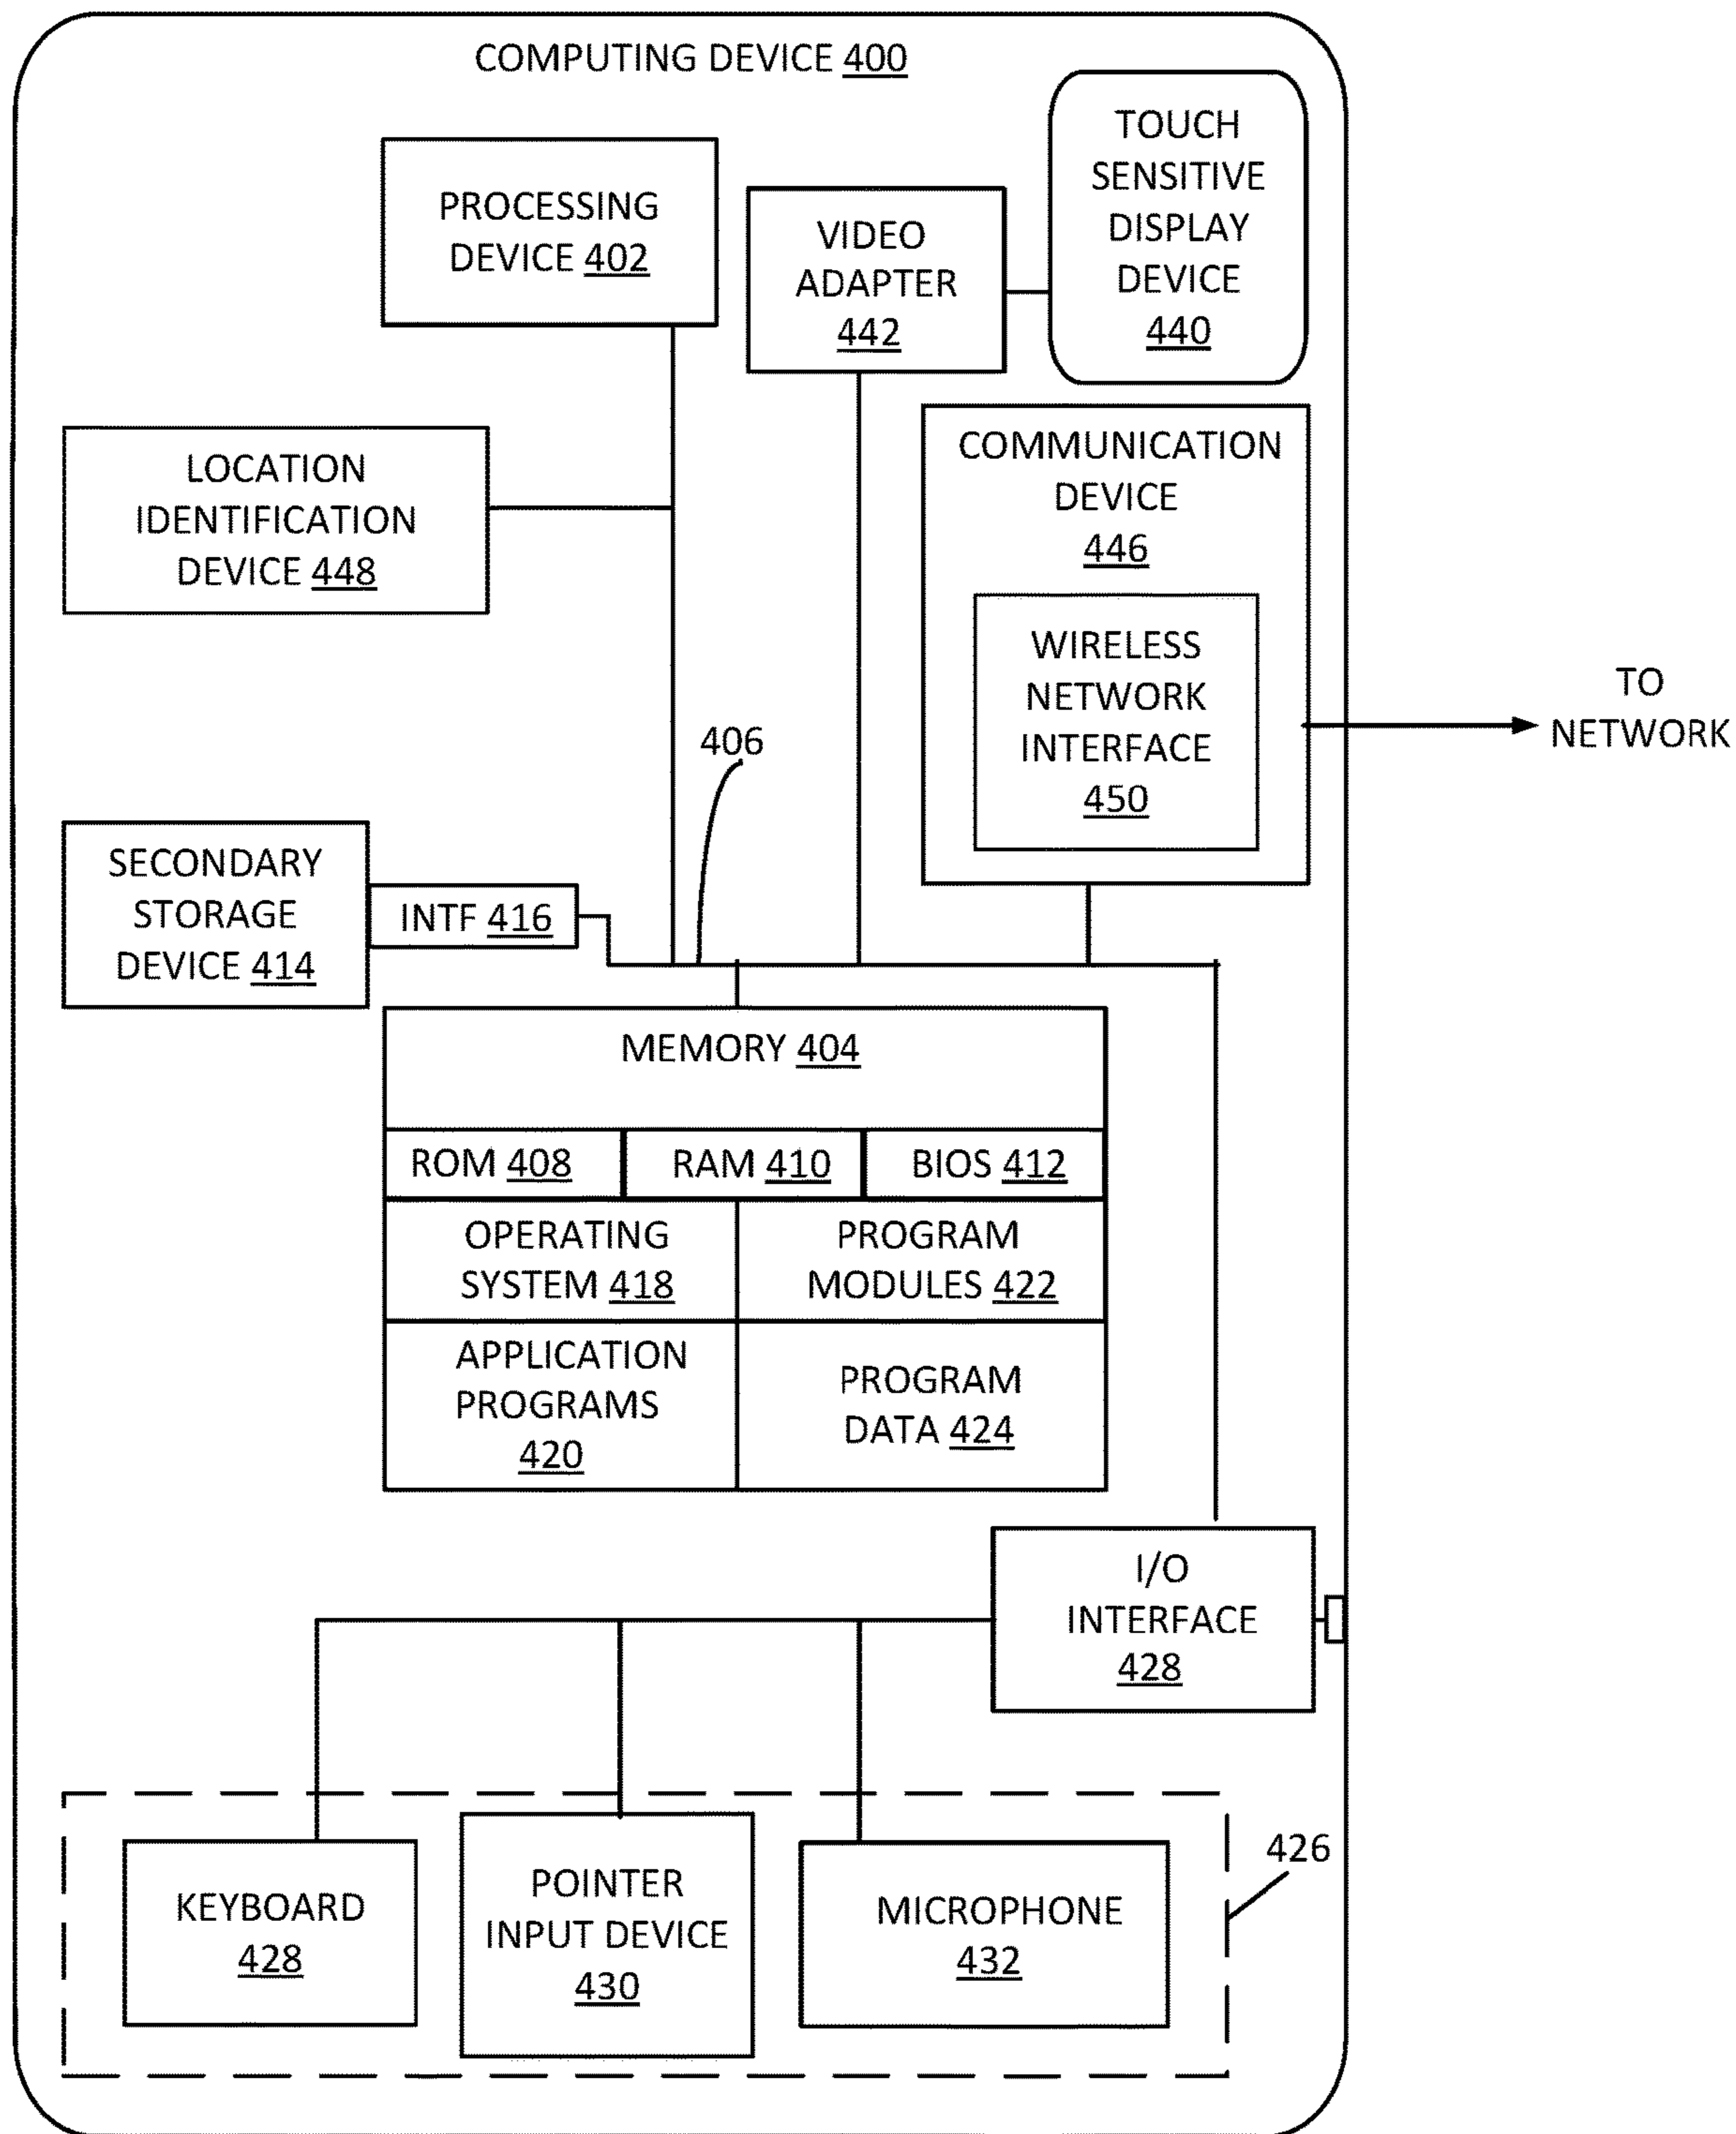 COMPUTING DEVICE 400
PROCESSING
DEVICE 402
VIDEO
ADAPTER
442
TOUCH
SENSITIVE
DISPLAY
DEVICE
440
LOCATION
IDENTIFICATION
DEVICE 448
COMMUNICATION
DEVICE
446
WIRELESS
NETWORK
INTERFACE
450
TO
NETWORK
406
SECONDARY
STORAGE
DEVICE 414
INTF 416
MEMORY 404
ROM 408
RAM 410
BIOS 412
OPERATING
SYSTEM 418
PROGRAM
MODULES 422
APPLICATION
PROGRAMS
420
PROGRAM
DATA 424
I/O
INTERFACE
428
426
KEYBOARD
428
POINTER
INPUT DEVICE
430
MICROPHONE
432